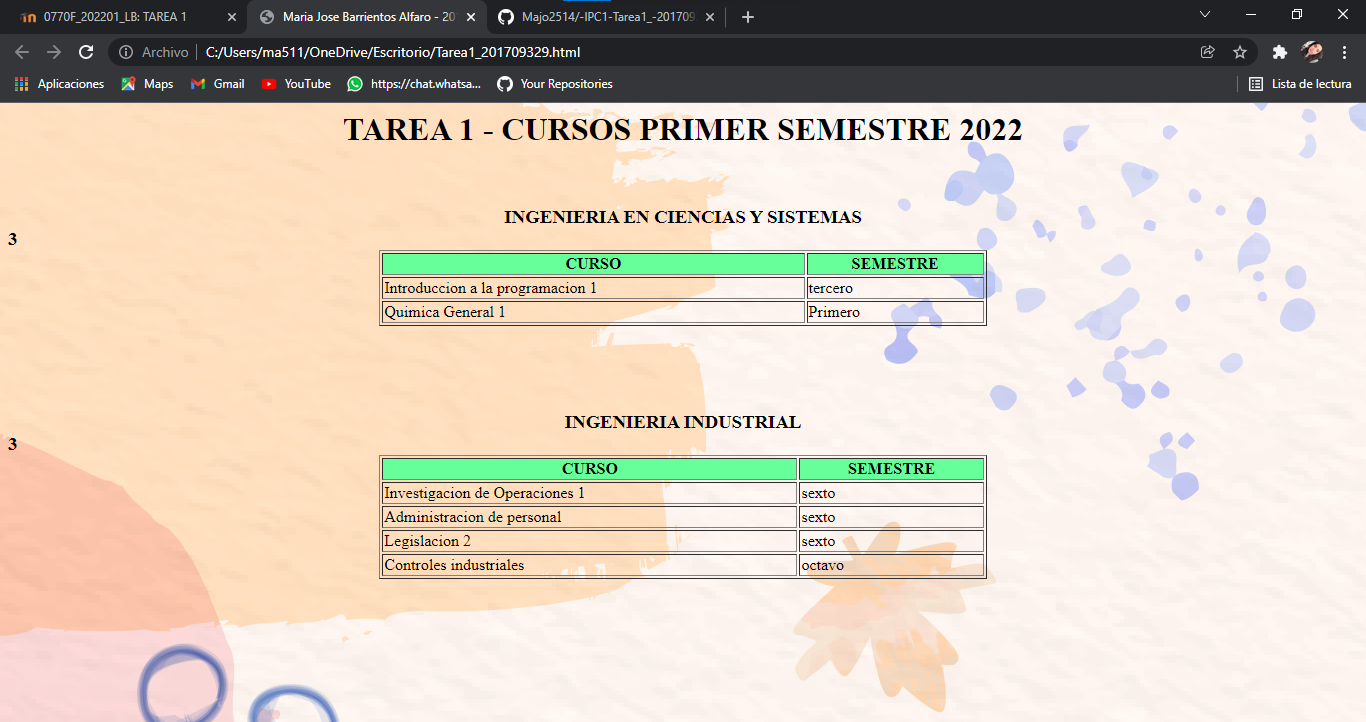 0770F_202201_LB: TAREA 1
Maria Jose Barrientos Alfaro - 20
Majo2514/-IPC1-Tarea1_-201709
Archivo C:/Users/ma511/OneDrive/Escritorio/Tarea1_201709329.html
Aplicaciones Maps Gmail YouTube https://chat.whatsa... Your Repositories Lista de lectura
TAREA 1 - CURSOS PRIMER SEMESTRE 2022
INGENIERIA EN CIENCIAS Y SISTEMAS
3
CURSO SEMESTRE
Introduccion a la programacion 1 tercero
Quimica General 1 Primero
INGENIERIA INDUSTRIAL
3
CURSO SEMESTRE
Investigacion de Operaciones 1 sexto
Administracion de personal sexto
Legislacion 2 sexto
Controles industriales octavo